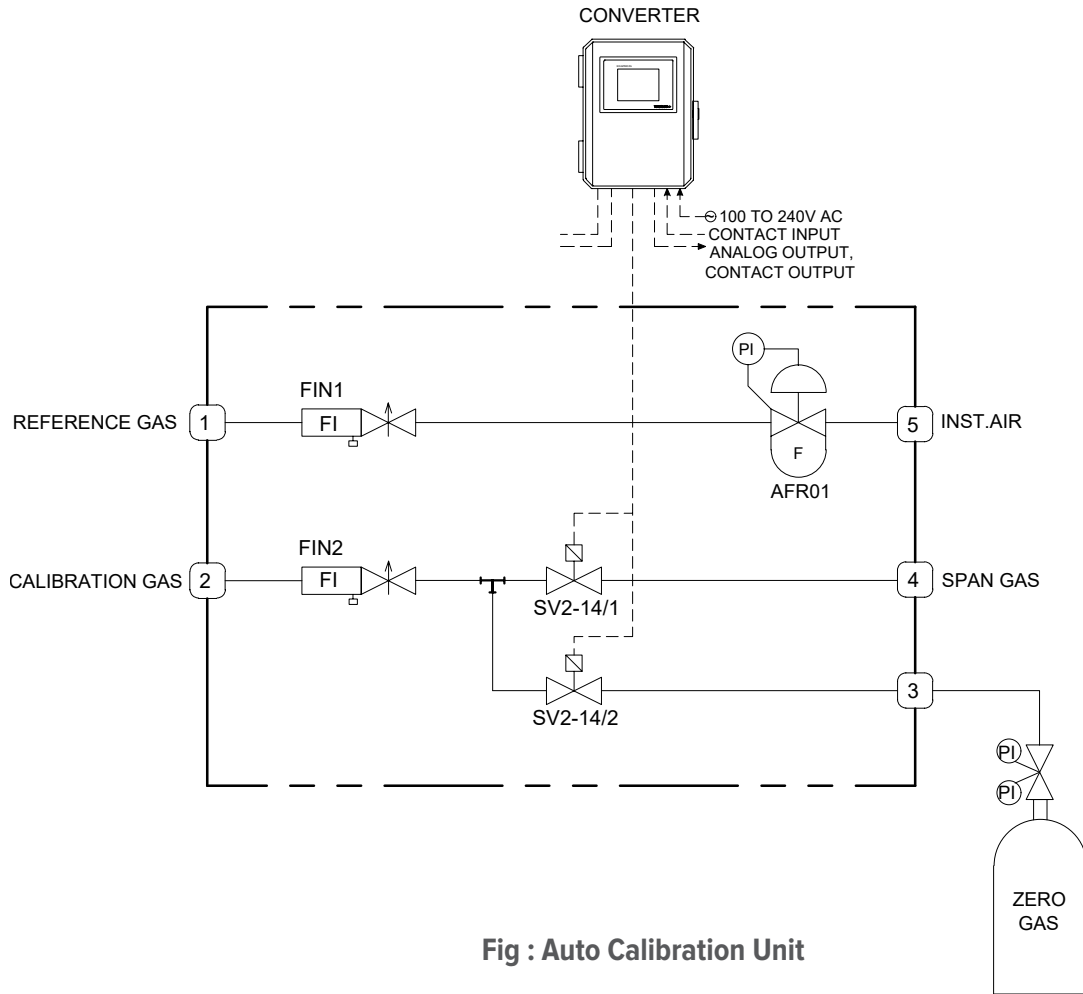 CONVERTER
100 TO 240V AC
CONTACT INPUT
ANALOG OUTPUT,
CONTACT OUTPUT
PI
FIN1
REFERENCE GAS 1 FI F 5 INST.AIR
AFR01
FIN2
CALIBRATION GAS 2 FI 4 SPAN GAS
SV2-14/1
3
SV2-14/2
PI
PI
ZERO
GAS
Fig : Auto Calibration Unit